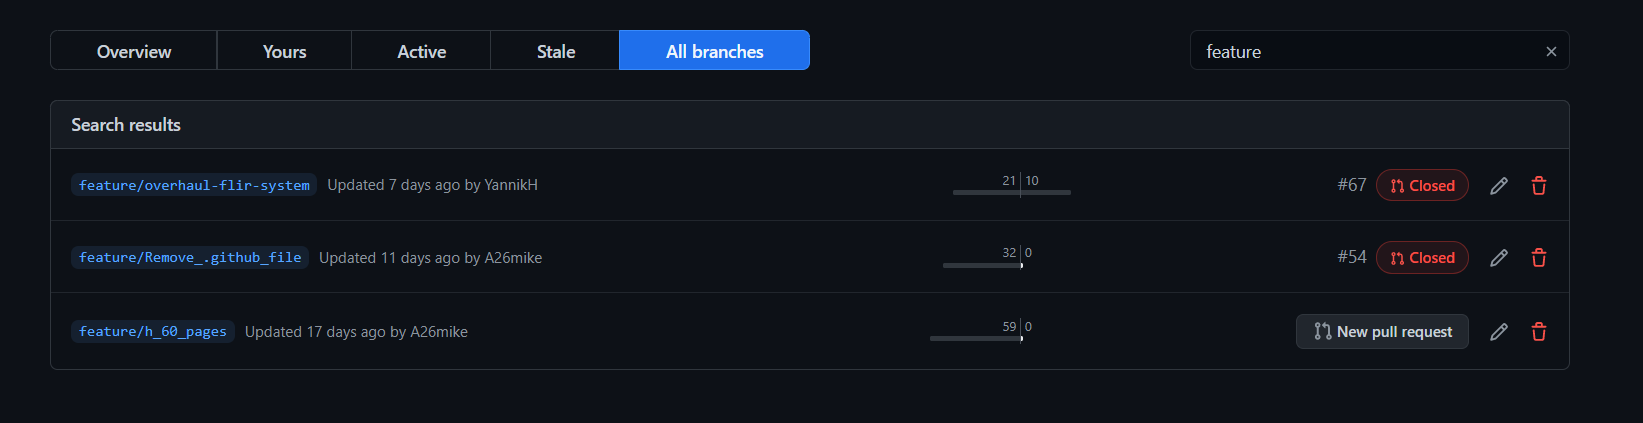 Overview Yours Active Stale All branches feature
Search results
feature/overhaul-flir-system Updated 7 days ago by YannikH 21 10 #67 Closed
feature/Remove_.github_file Updated 11 days ago by A26mike 32 0 #54 Closed
feature/h_60_pages Updated 17 days ago by A26mike 59 0 New pull request